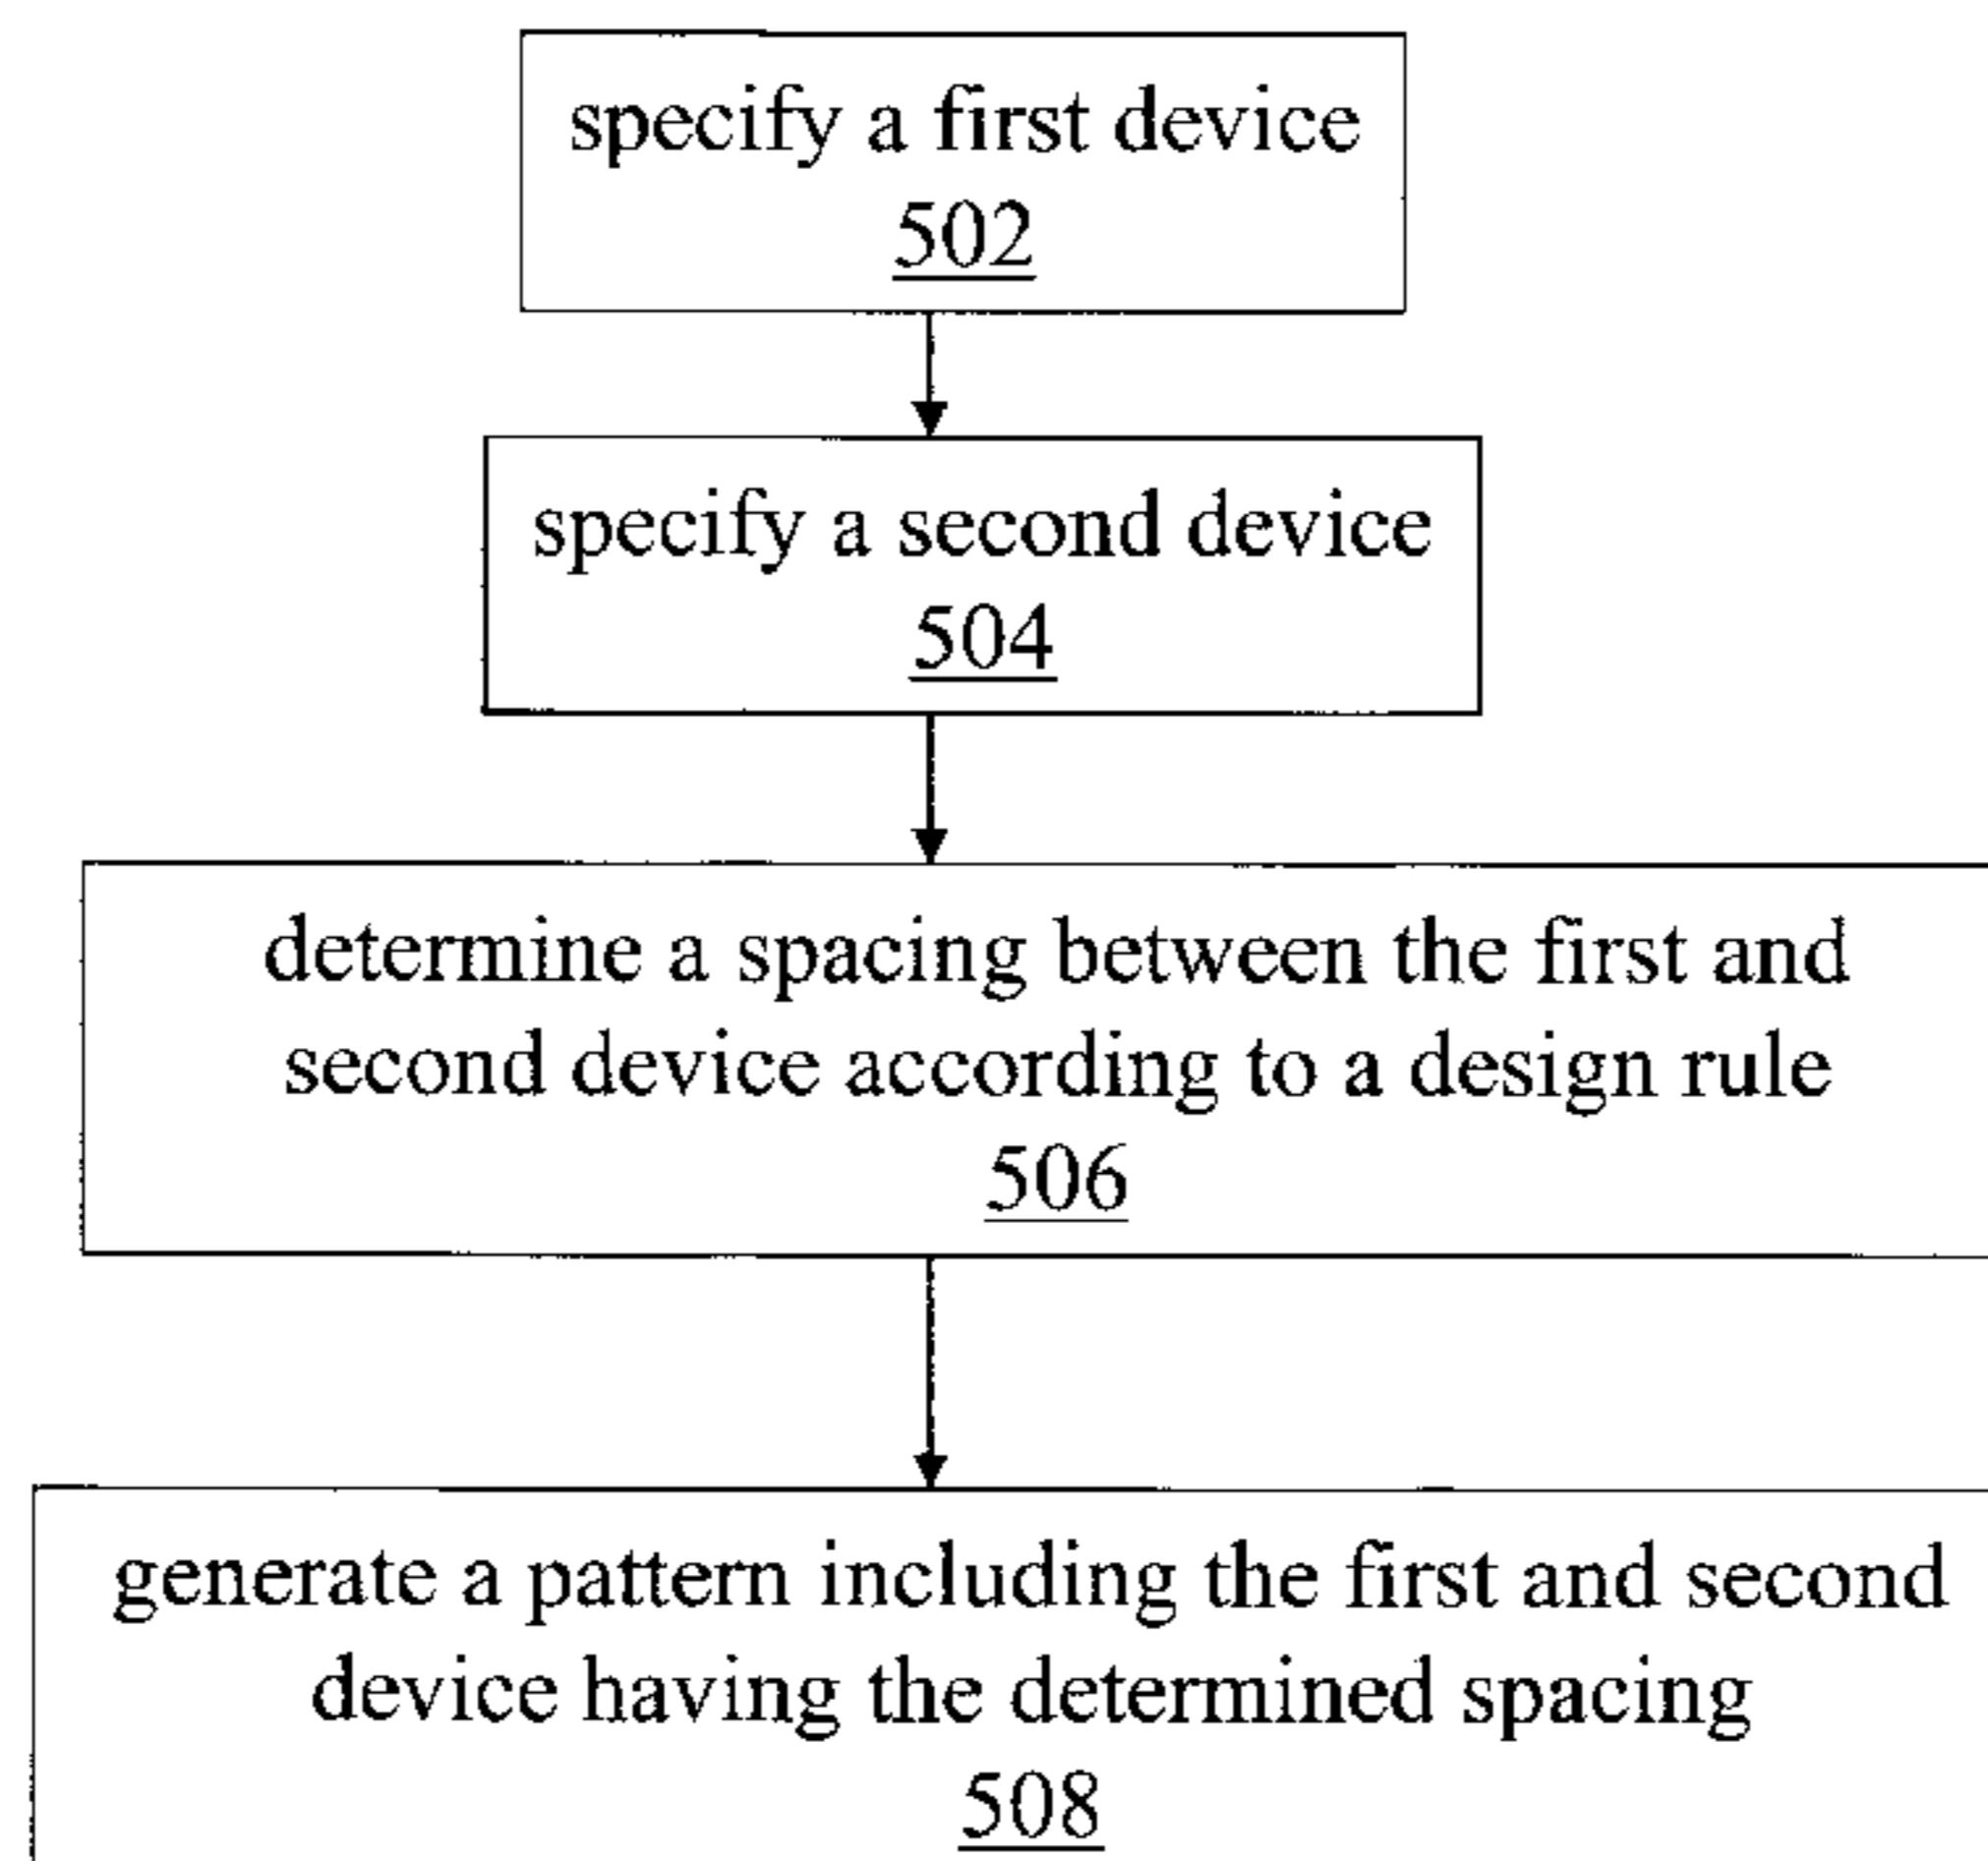 specify a first device
502
specify a second device
504
determine a spacing between the first and
second device according to a design rule
506
generate a pattern including the first and second
device having the determined spacing
508